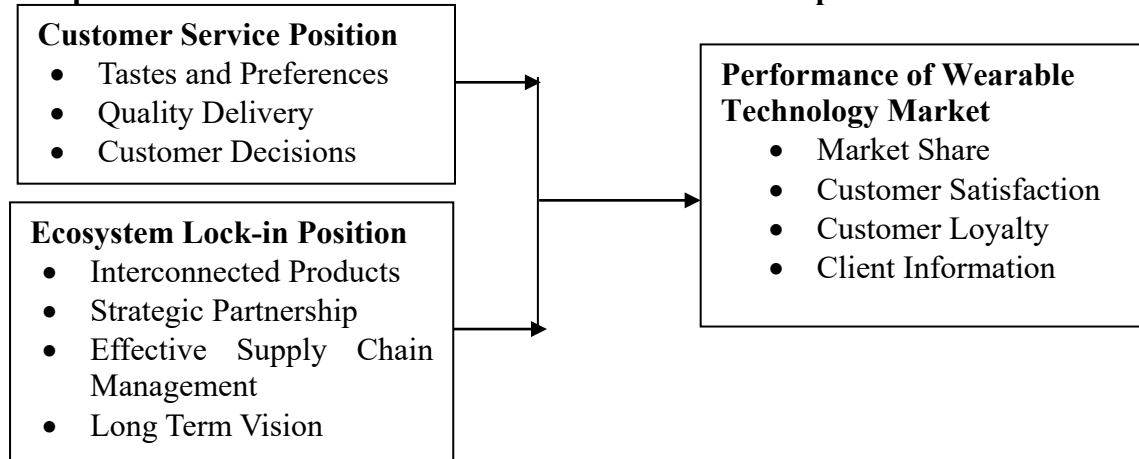 Customer Service Position
• Tastes and Preferences
• Quality Delivery
• Customer Decisions
Ecosystem Lock-in Position
• Interconnected Products
• Strategic Partnership
• Effective Supply Chain
Management
• Long Term Vision
Performance of Wearable
Technology Market
• Market Share
• Customer Satisfaction
• Customer Loyalty
• Client Information